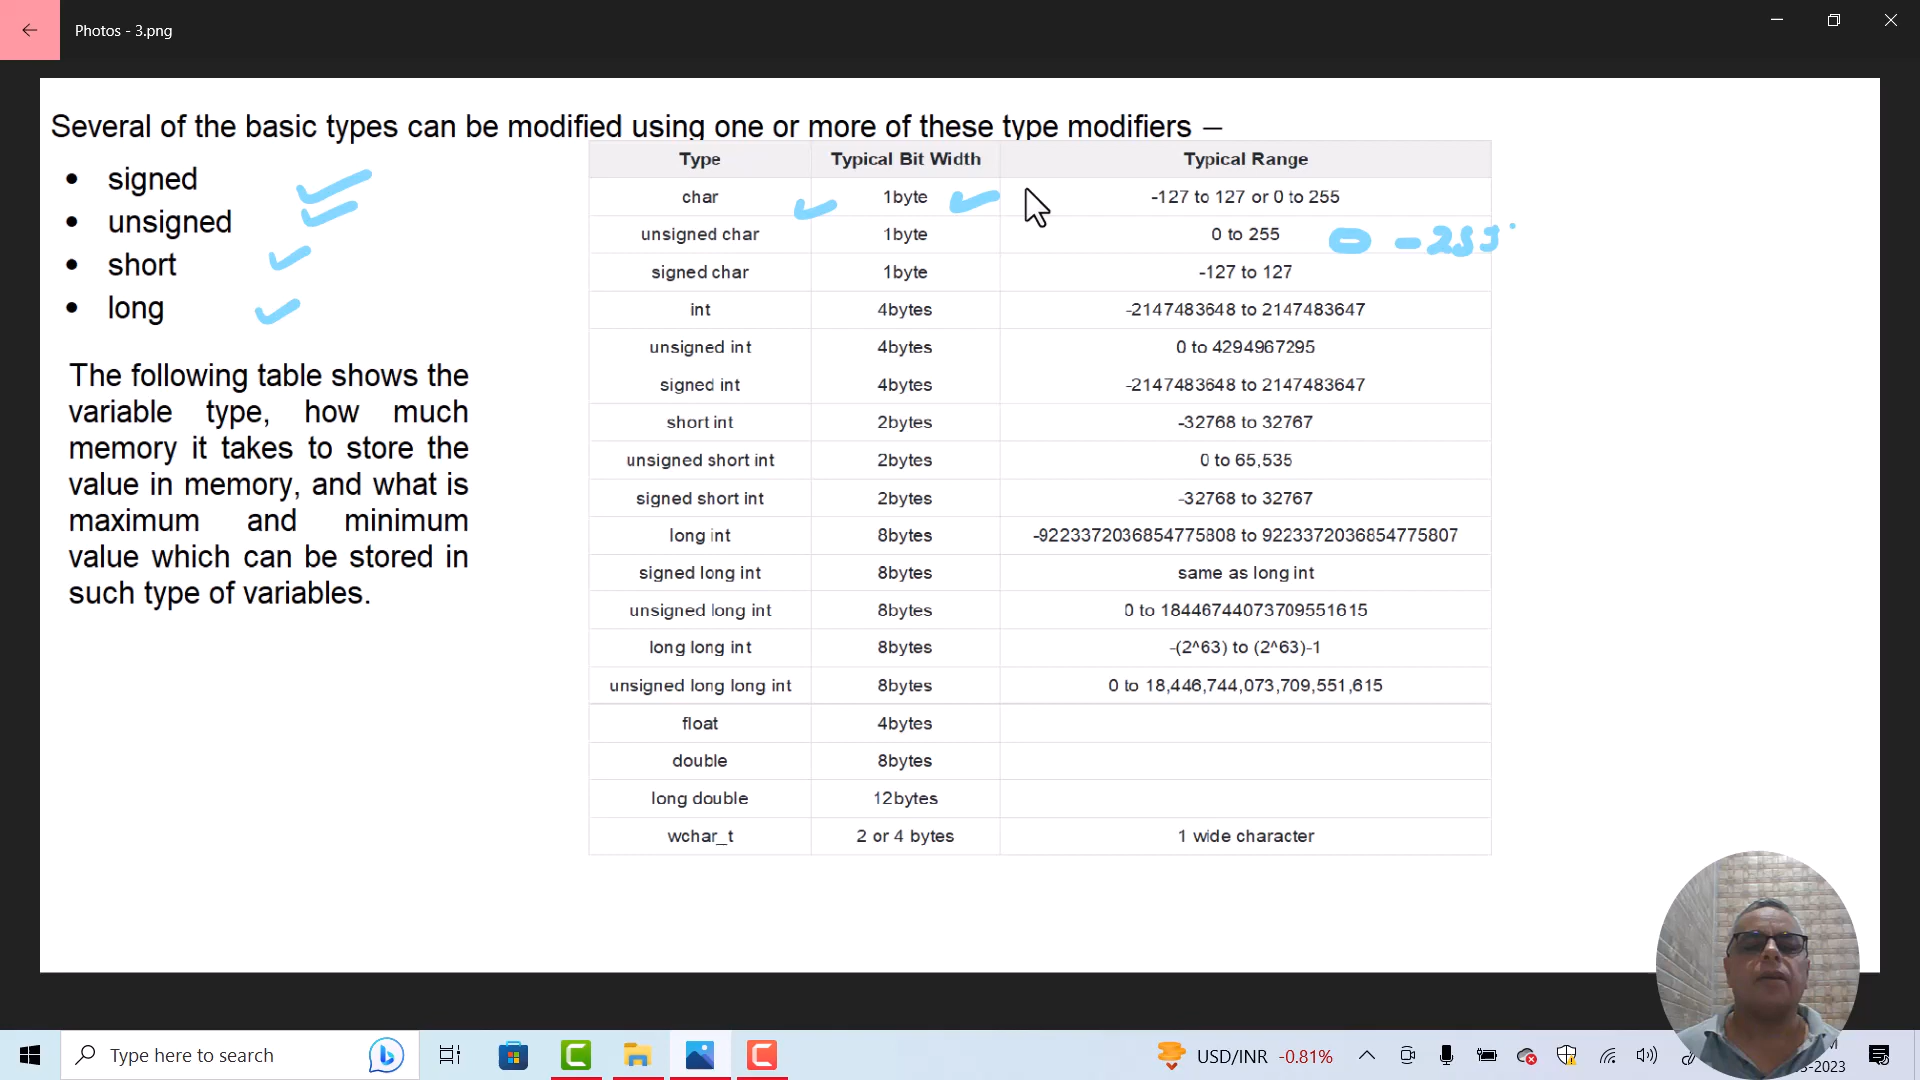 Photos - 3.png
Several of the basic types can be modified using one or more of these type modifiers –
• signed
• unsigned
• short
• long
The following table shows the
variable type, how much
memory it takes to store the
value in memory, and what is
maximum and minimum
value which can be stored in
such type of variables.
Type Typical Bit Width Typical Range
char 1byte -127 to 127 or 0 to 255
unsigned char 1byte 0 to 255 0 - 255
signed char 1byte -127 to 127
int 4bytes -2147483648 to 2147483647
unsigned int 4bytes 0 to 4294967295
signed int 4bytes -2147483648 to 2147483647
short int 2bytes -32768 to 32767
unsigned short int 2bytes 0 to 65,535
signed short int 2bytes -32768 to 32767
long int 8bytes -9223372036854775808 to 9223372036854775807
signed long int 8bytes same as long int
unsigned long int 8bytes 0 to 18446744073709551615
long long int 8bytes -(2^63) to (2^63)-1
unsigned long long int 8bytes 0 to 18,446,744,073,709,551,615
float 4bytes
double 8bytes
long double 12bytes
wchar_t 2 or 4 bytes 1 wide character
Type here to search
USD/INR -0.81%
-2023